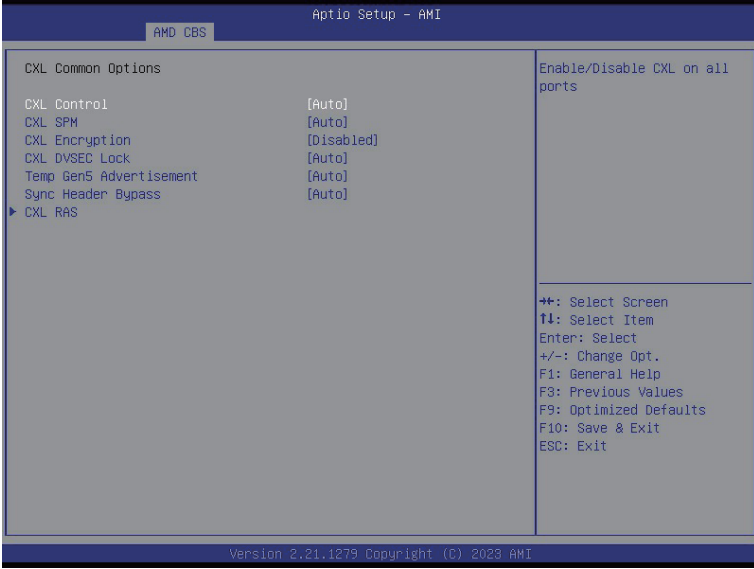 Aptio Setup – AMI
AMD CBS
CXL Common Options
CXL Control [Auto]
CXL SPM [Auto]
CXL Encryption [Disabled]
CXL DVSEC Lock [Auto]
Temp Gen5 Advertisement [Auto]
Sync Header Bypass [Auto]
CXL RAS
Enable/Disable CXL on all
ports
→←: Select Screen
↑↓: Select Item
Enter: Select
+/-: Change Opt.
F1: General Help
F3: Previous Values
F9: Optimized Defaults
F10: Save & Exit
ESC: Exit
Version 2.21.1279 Copyright (C) 2023 AMI